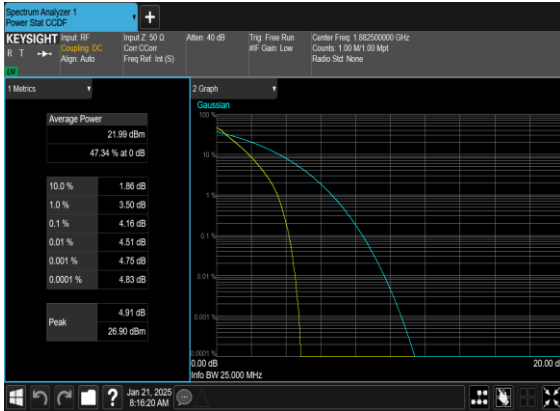 Spectrum Analyzer 1
Power Stat CCDF
+
KEYSIGHT
R T
LV
Input: RF
Coupling: DC
Align: Auto
Input Z: 50 Ω
Corr CCorr
Freq Ref: Int (S)
Atten: 40 dB
Trig: Free Run
#IF Gain: Low
Center Freq: 1.882500000 GHz
Counts: 1.00 M/1.00 Mpt
Radio Std: None
1 Metrics
Average Power
21.99 dBm
47.34 % at 0 dB
10.0 % 1.86 dB
1.0 % 3.50 dB
0.1 % 4.16 dB
0.01 % 4.51 dB
0.001 % 4.75 dB
0.0001 % 4.83 dB
Peak
4.91 dB
26.90 dBm
2 Graph
Gaussian
100 %
10 %
1 %
0.1 %
0.01 %
0.001 %
0.0001 %
0.00 dB
20.00 d
Info BW 25.000 MHz
?
Jan 21, 2025
8:16:20 AM